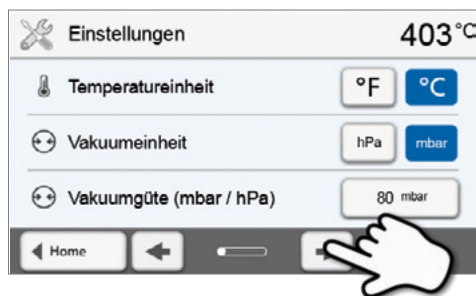 Einstellungen 403°C
Temperatureinheit °F °C
Vakuumeinheit hPa mbar
Vakuumgüte (mbar / hPa) 80 mbar
Home